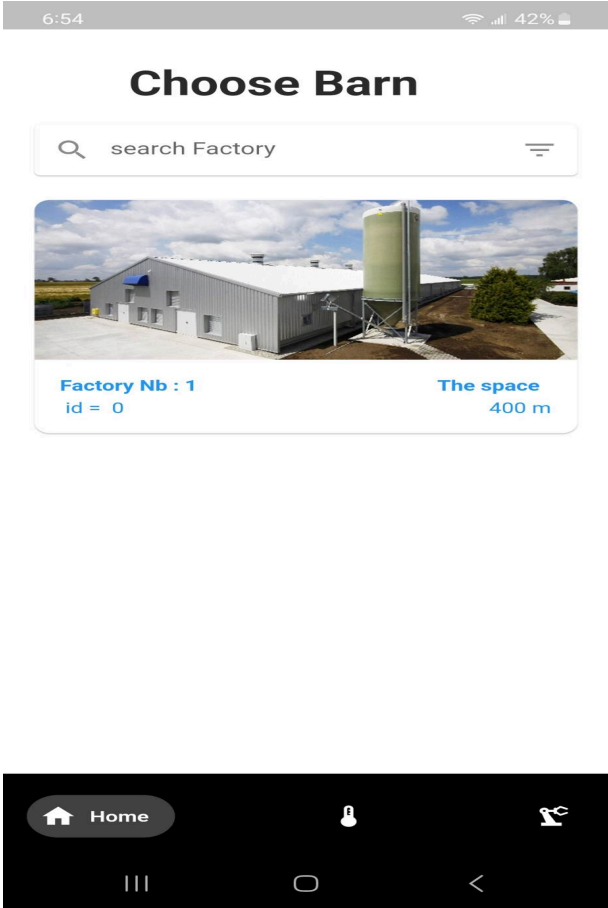 6:54 42%
Choose Barn
search Factory
Factory Nb : 1 The space
id = 0 400 m
Home